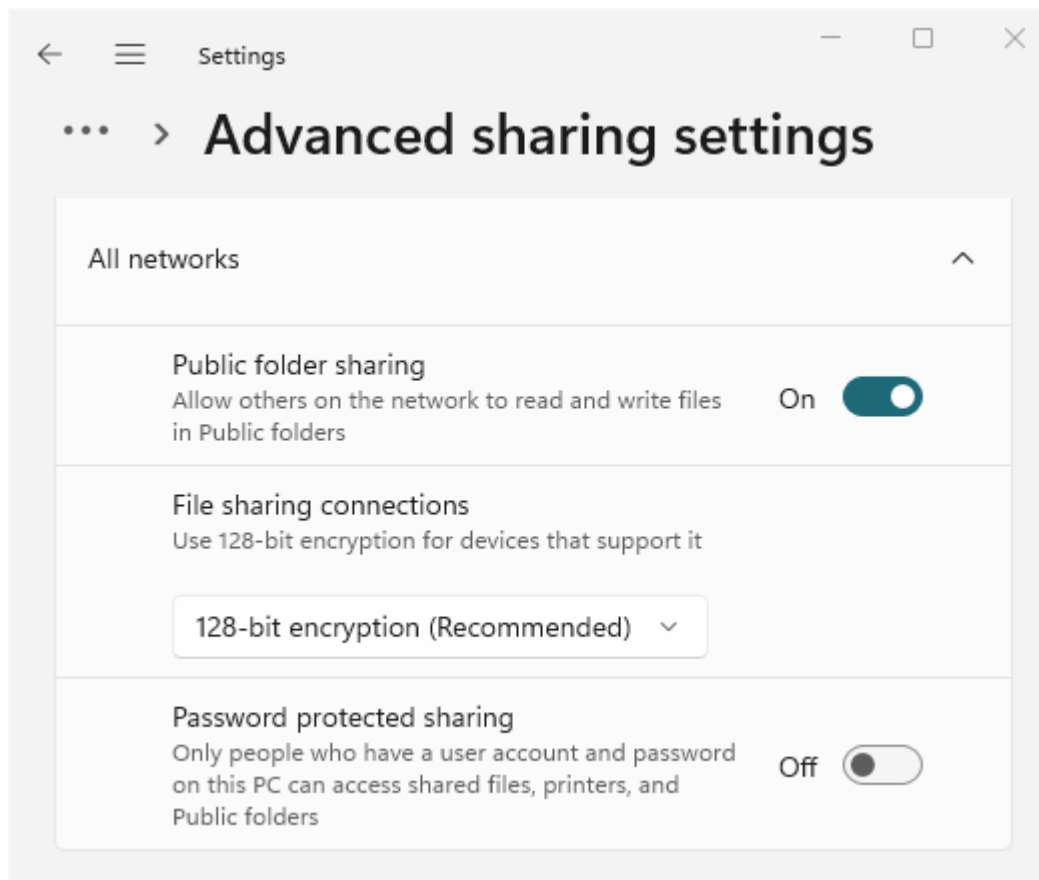 Settings
Advanced sharing settings
All networks
Public folder sharing
Allow others on the network to read and write files
in Public folders
On
File sharing connections
Use 128-bit encryption for devices that support it
128-bit encryption (Recommended)
Password protected sharing
Only people who have a user account and password
on this PC can access shared files, printers, and
Public folders
Off